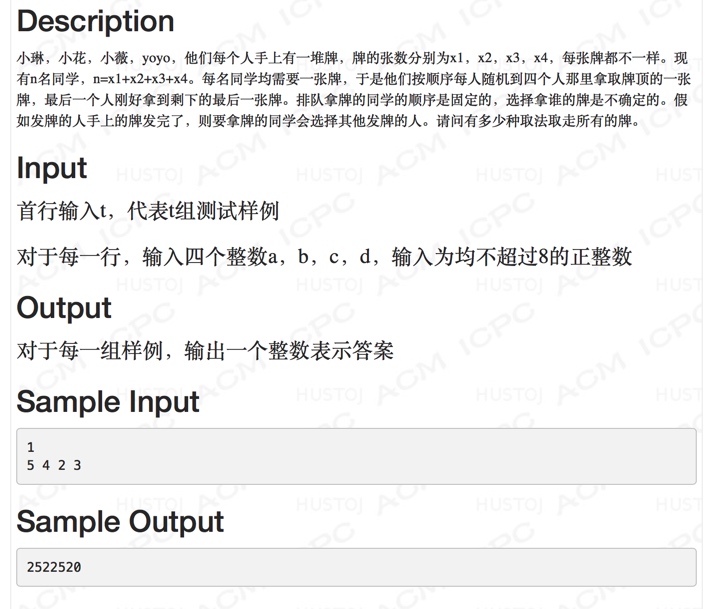 Description
小琳，小花，小薇，yoyo，他们每个人手上有一堆牌，牌的张数分别为x1，x2，x3，x4，每张牌都不一样。现
有n名同学，n=x1+x2+x3+x4。每名同学均需要一张牌，于是他们按顺序每人随机到四个人那里拿取牌顶的一张
牌，最后一个人刚好拿到剩下的最后一张牌。排队拿牌的同学的顺序是固定的，选择拿谁的牌是不确定的。假
如发牌的人手上的牌发完了，则要拿牌的同学会选择其他发牌的人。请问有多少种取法取走所有的牌。
Input
首行输入t，代表t组测试样例
对于每一行，输入四个整数a，b，c，d，输入为均不超过8的正整数
Output
对于每一组样例，输出一个整数表示答案
Sample Input
1
5 4 2 3
Sample Output
2522520